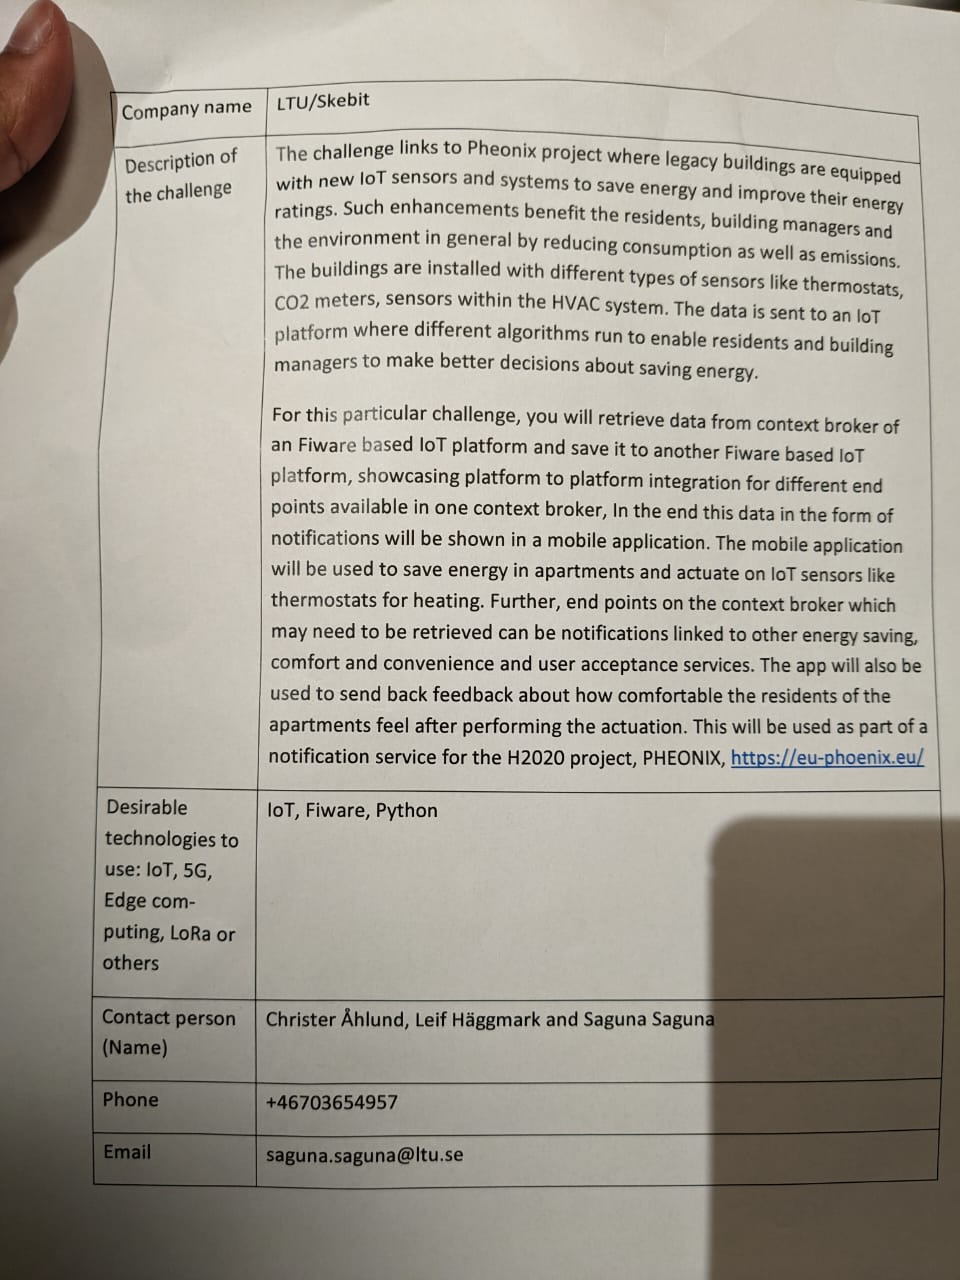 Company name
LTU/Skebit
Description of
the challenge
The challenge links to Pheonix project where legacy buildings are equipped
with new IoT sensors and systems to save energy and improve their energy
ratings. Such enhancements benefit the residents, building managers and
the environment in general by reducing consumption as well as emissions.
The buildings are installed with different types of sensors like thermostats,
CO2 meters, sensors within the HVAC system. The data is sent to an IoT
platform where different algorithms run to enable residents and building
managers to make better decisions about saving energy.
For this particular challenge, you will retrieve data from context broker of
an Fiware based IoT platform and save it to another Fiware based IoT
platform, showcasing platform to platform integration for different end
points available in one context broker, In the end this data in the form of
notifications will be shown in a mobile application. The mobile application
will be used to save energy in apartments and actuate on IoT sensors like
thermostats for heating. Further, end points on the context broker which
may need to be retrieved can be notifications linked to other energy saving,
comfort and convenience and user acceptance services. The app will also be
used to send back feedback about how comfortable the residents of the
apartments feel after performing the actuation. This will be used as part of a
notification service for the H2020 project, PHEONIX, https://eu-phoenix.eu/
Desirable
technologies to
use: IoT, 5G,
Edge com-
puting, LoRa or
others
IoT, Fiware, Python
Contact person
(Name)
Christer Åhlund, Leif Häggmark and Saguna Saguna
Phone
+46703654957
Email
saguna.saguna@ltu.se